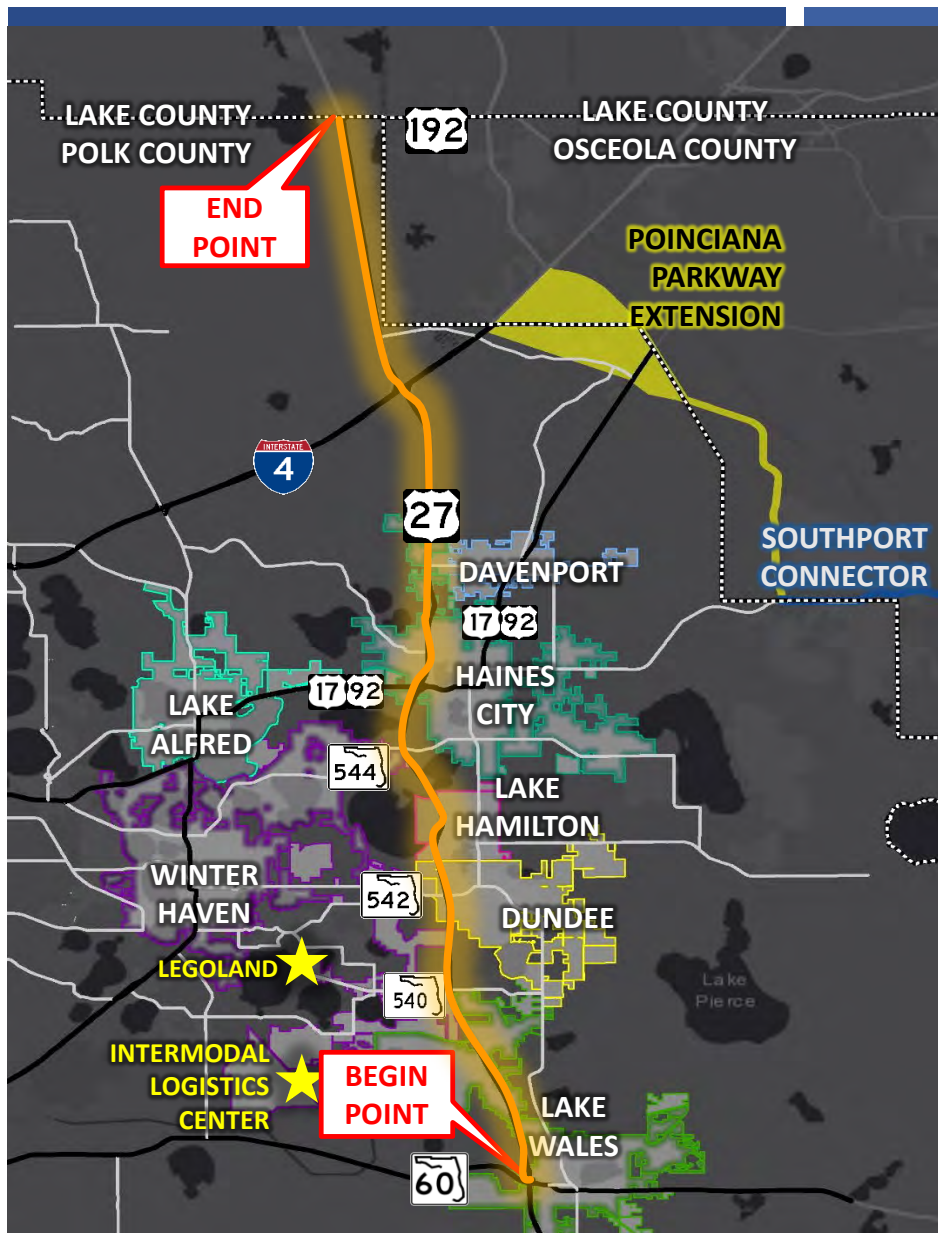 LAKE COUNTY
POLK COUNTY
192
LAKE COUNTY
OSCEOLA COUNTY
END
POINT
POINCIANA
PARKWAY
EXTENSION
INTERSTATE
4
27
SOUTHPORT
CONNECTOR
DAVENPORT
17 92
HAINES
CITY
17 92
LAKE
ALFRED
544
LAKE
HAMILTON
WINTER
HAVEN
542
DUNDEE
LEGOLAND
540
Lake
Pierce
INTERMODAL
LOGISTICS
CENTER
BEGIN
POINT
LAKE
WALES
60